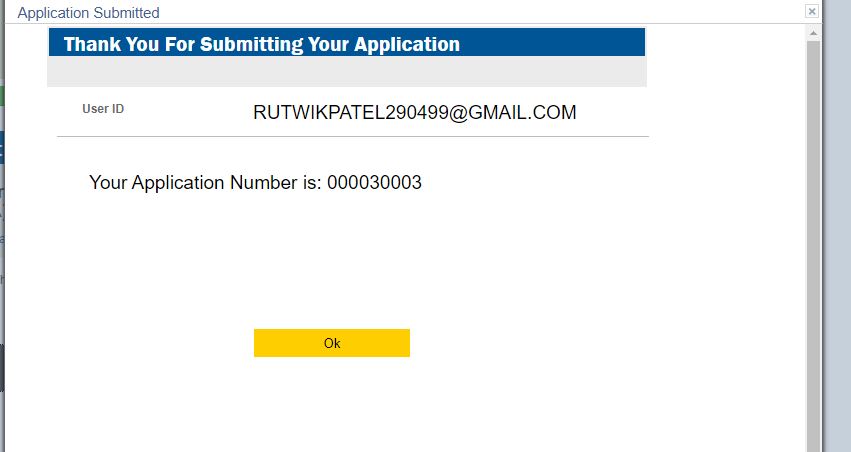 Application Submitted
Thank You For Submitting Your Application
User ID
RUTWIKPATEL290499@GMAIL.COM
Your Application Number is: 000030003
Ok